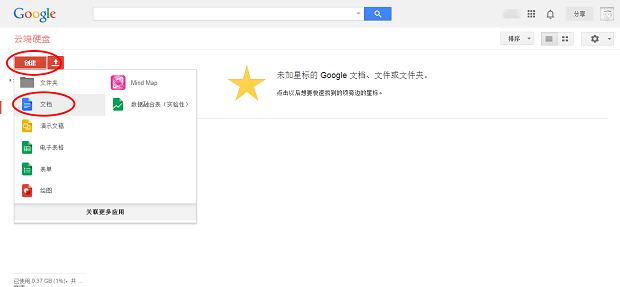 Google
分享
云端硬盘
排序
创建
文件夹
Mind Map
文档
数据融合表（实验性）
演示文稿
电子表格
表单
绘图
关联更多应用
未加星标的 Google 文档、文件或文件夹。
点击以后想要快速找到的项旁边的星标。
已使用 0.37 GB (1%)，共 ...